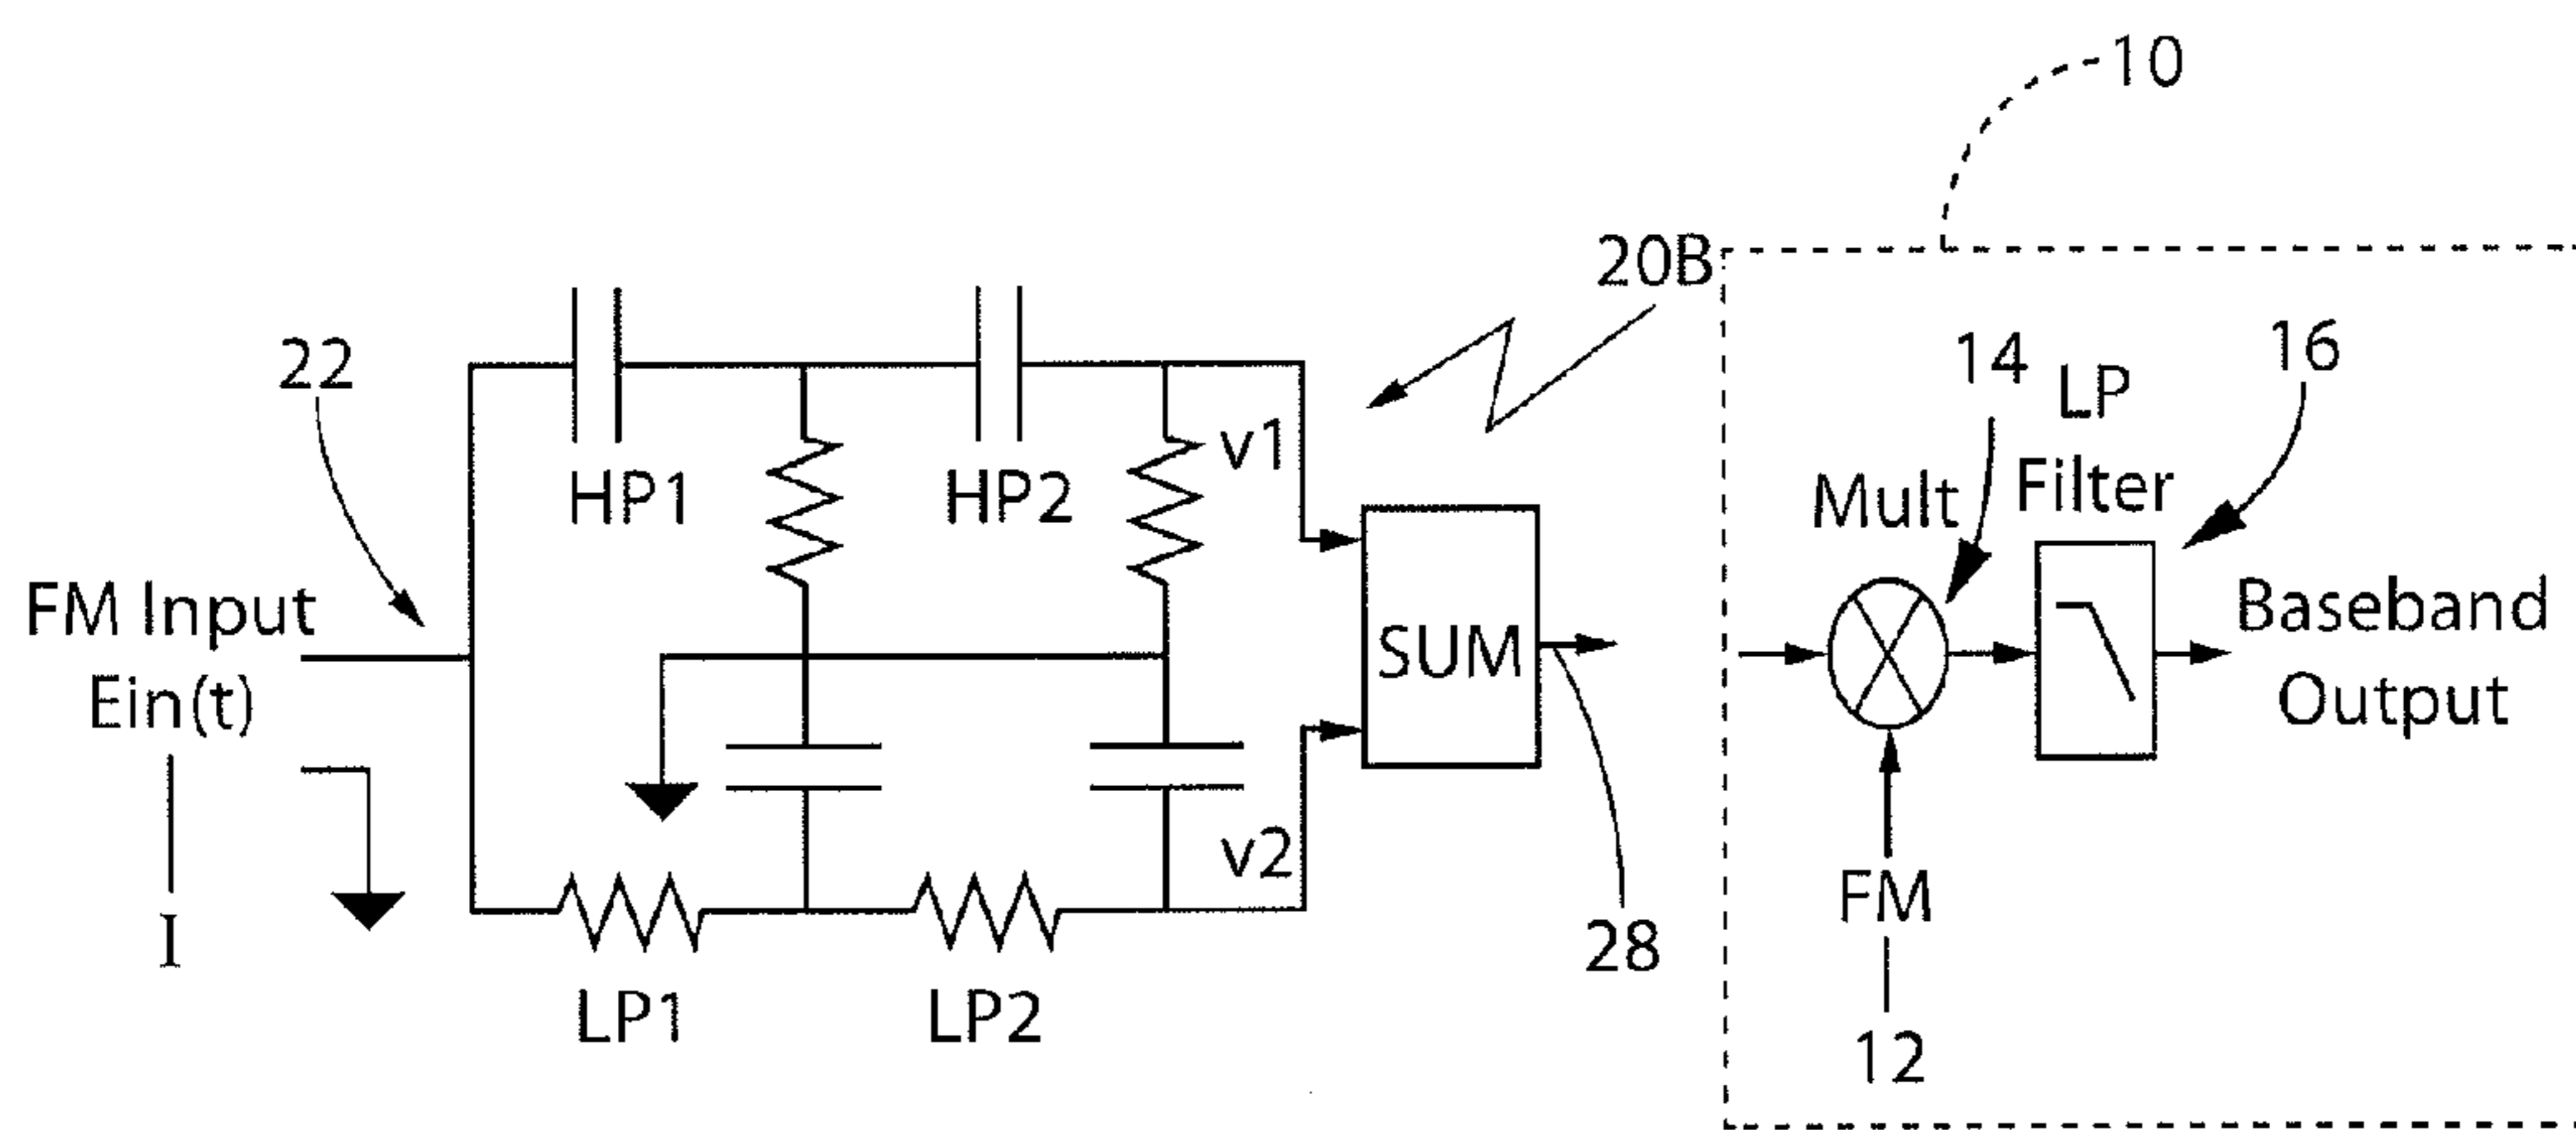 10
20B
22
14
16
LP
Filter
v1
HP1
HP2
Mult
FM Input
Ein(t)
SUM
Baseband
Output
v2
FM
I
28
LP1
LP2
12